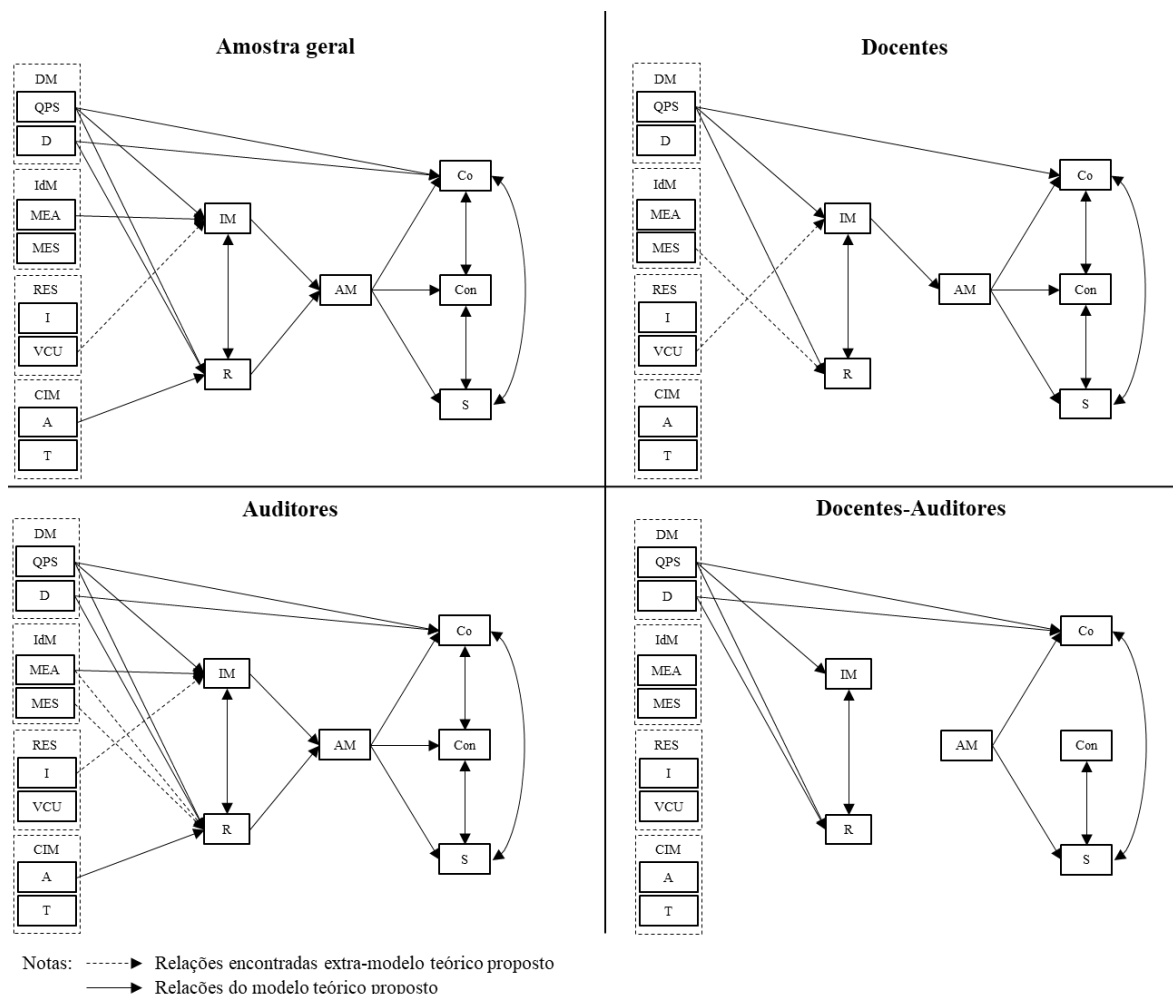 Amostra geral
DM
QPS
D
IdM
MEA
MES
RES
I
VCU
CIM
A
T
IM
R
AM
Co
Con
S
Docentes
DM
QPS
D
IdM
MEA
MES
RES
I
VCU
CIM
A
T
IM
R
AM
Co
Con
S
Auditores
DM
QPS
D
IdM
MEA
MES
RES
I
VCU
CIM
A
T
IM
R
AM
Co
Con
S
Docentes-Auditores
DM
QPS
D
IdM
MEA
MES
RES
I
VCU
CIM
A
T
IM
R
AM
Co
Con
S
Notas: Relações encontradas extra-modelo teórico proposto
Relações do modelo teórico proposto